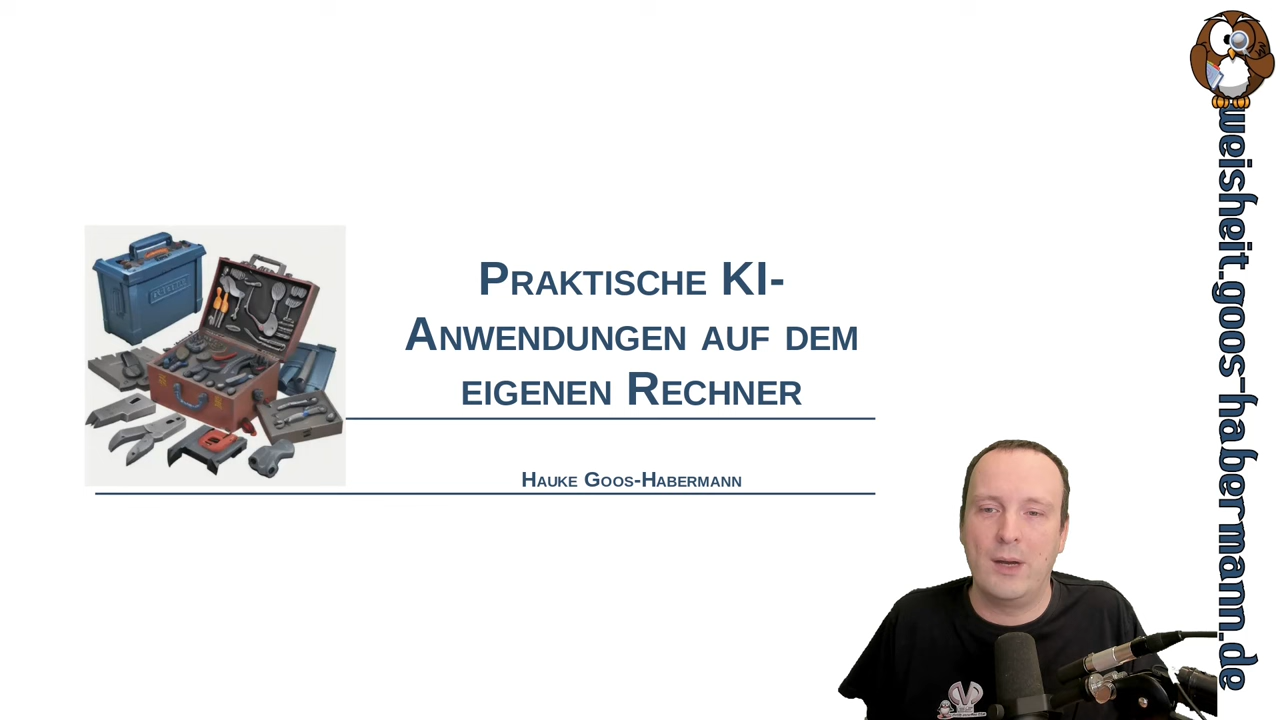 Praktische KI-
Anwendungen auf dem
eigenen Rechner
Hauke Goos-Habermann
weisheit.goos-habermann.de